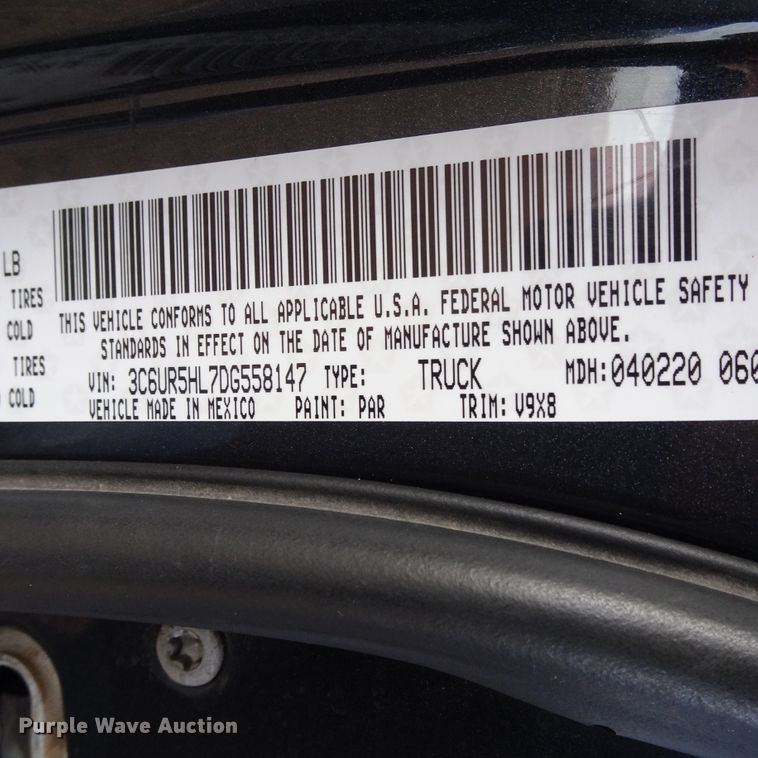 LB
TIRES
COLD
TIRES
COLD
THIS VEHICLE CONFORMS TO ALL APPLICABLE U.S.A. FEDERAL MOTOR VEHICLE SAFETY
STANDARDS IN EFFECT ON THE DATE OF MANUFACTURE SHOWN ABOVE.
VIN: 3C6UR5HL7DG558147 TYPE: TRUCK MDH: 040220 060
VEHICLE MADE IN MEXICO PAINT: PAR TRIM: V9X8
Purple Wave Auction